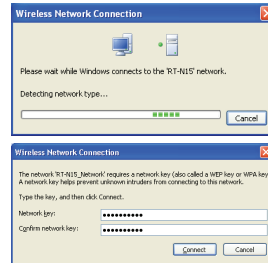 Wireless Network Connection
Please wait while Windows connects to the 'RT-N15' network.
Detecting network type...
Cancel
Wireless Network Connection
The network 'RT-N15_Network' requires a network key (also called a WEP key or WPA key
A network key helps prevent unknown intruders from connecting to this network.
Type the key, and then click Connect.
Network key:
Confirm network key:
Connect Cancel